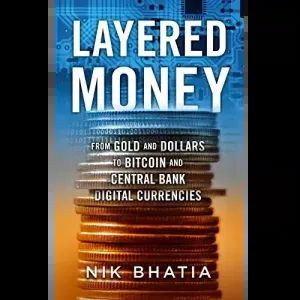 LAYERED
MONEY
FROM GOLD AND DOLLARS
TO BITCOIN AND
CENTRAL BANK
DIGITAL CURRENCIES
NIK BHATIA